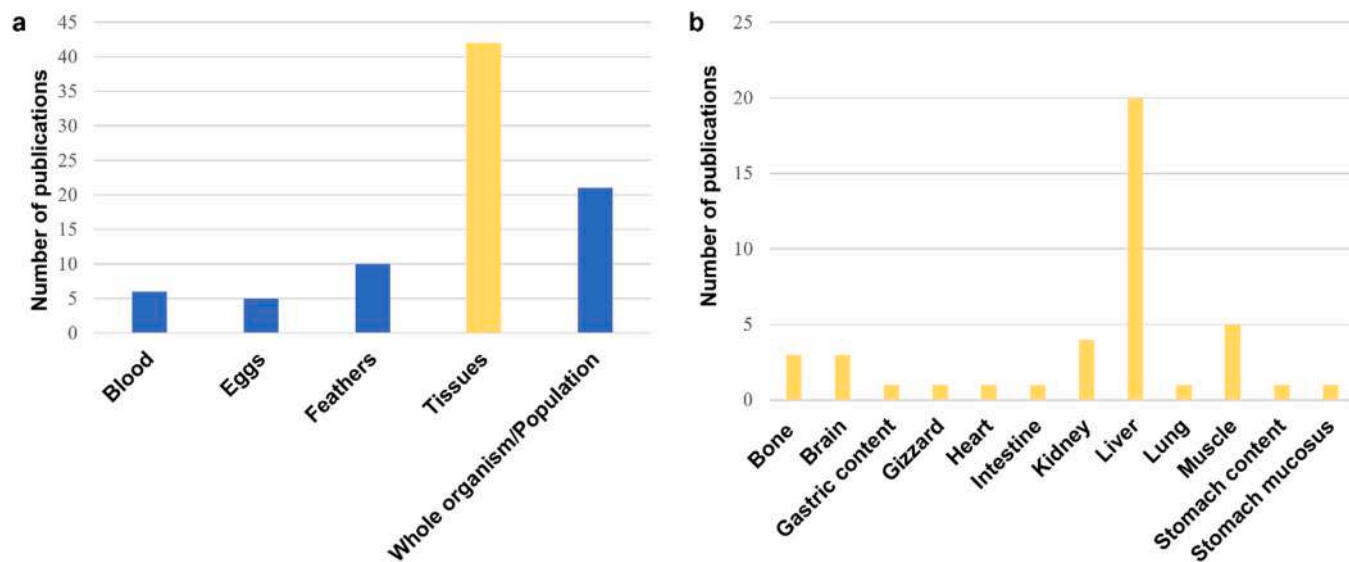 a
Number of publications
45
40
35
30
25
20
15
10
5
0
Blood
Eggs
Feathers
Tissues
Whole organism/Population
b
Number of publications
25
20
15
10
5
0
Bone
Brain
Gastric content
Gizzard
Heart
Intestine
Kidney
Liver
Lung
Muscle
Stomach content
Stomach mucosus